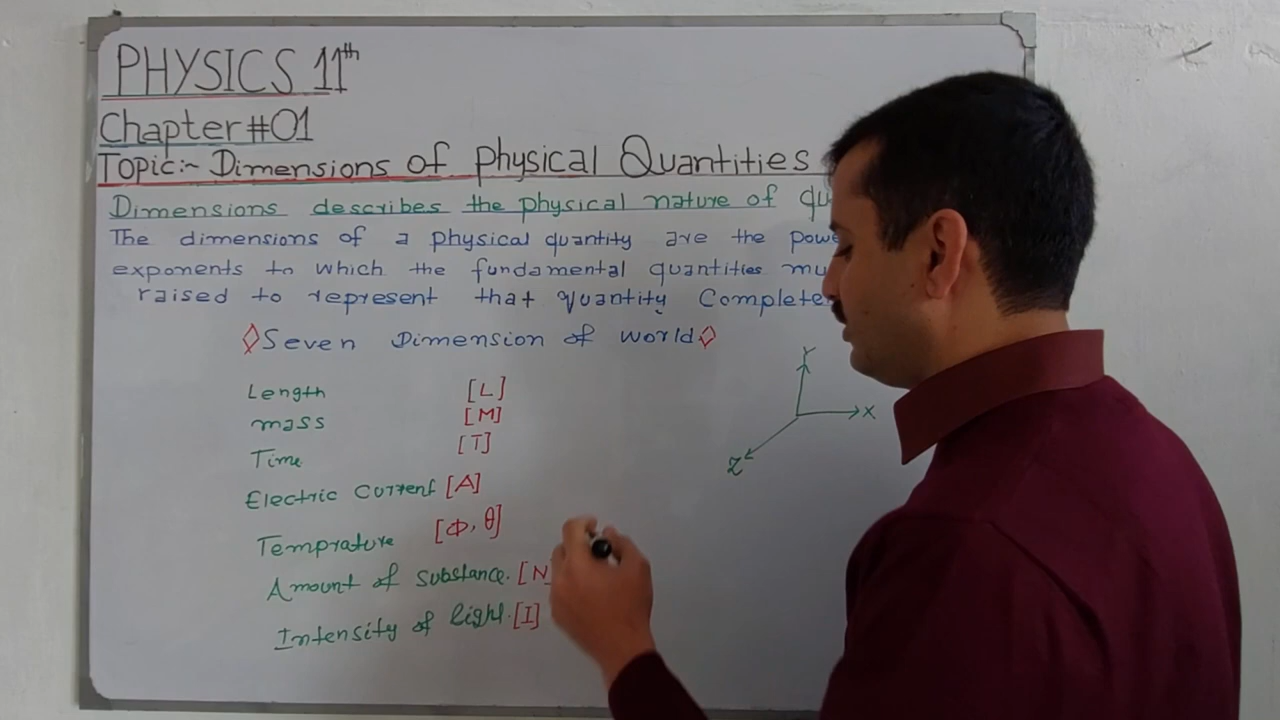 PHYSICS 11th
Chapter#01
Topic:- Dimensions of Physical Quantities
Dimensions describes the physical nature of qu
The dimensions of a physical quantity are the powe
exponents to which the fundamental quantities mu
raised to represent that quantity Complete
Seven Dimension of world
Length [L]
mass [M]
Time [T]
Electric Current [A]
Temprature [Φ, θ]
Amount of substance. [N]
Intensity of light. [I]
Y
X
Z